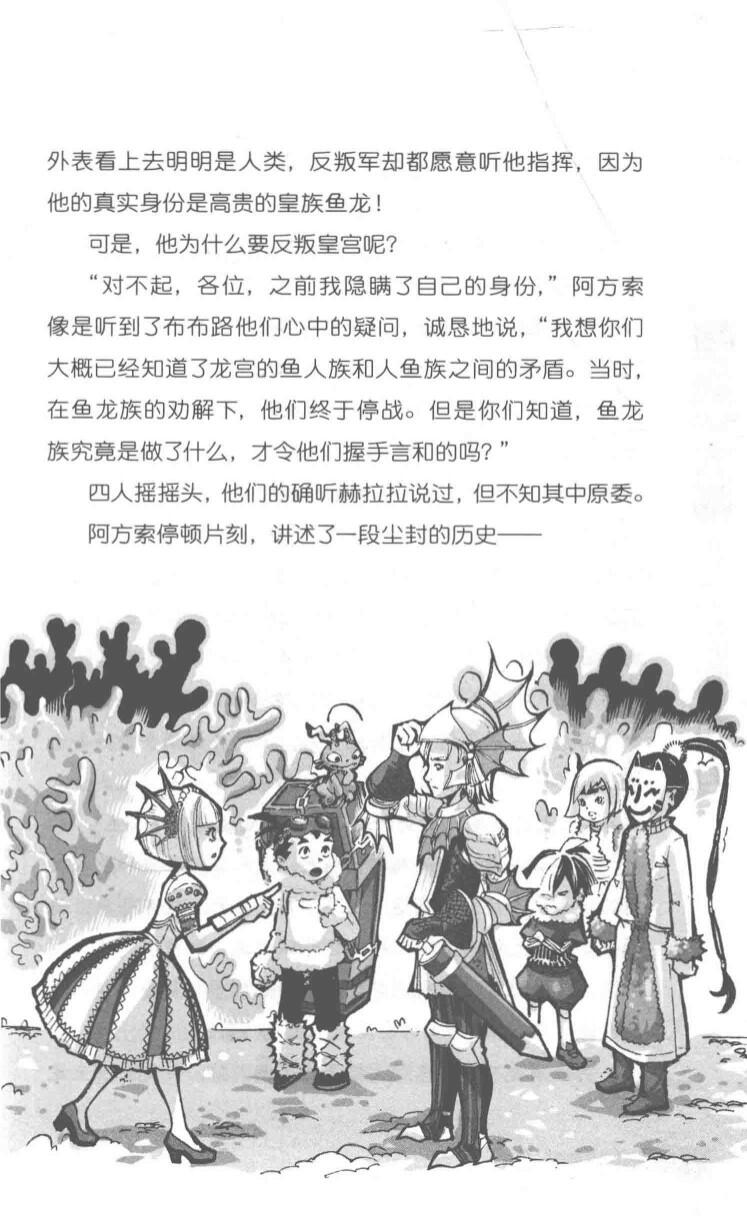 外表看上去明明是人类，反叛军却都愿意听他指挥，因为
他的真实身份是高贵的皇族鱼龙！
可是，他为什么要反叛皇宫呢？
“对不起，各位，之前我隐瞒了自己的身份，”阿方索
像是听到了布布路他们心中的疑问，诚恳地说，“我想你们
大概已经知道了龙宫的鱼人族和人鱼族之间的矛盾。当时，
在鱼龙族的劝解下，他们终于停战。但是你们知道，鱼龙
族究竟是做了什么，才令他们握手言和的吗？”
四人摇摇头，他们的确听赫拉拉说过，但不知其中原委。
阿方索停顿片刻，讲述了一段尘封的历史——